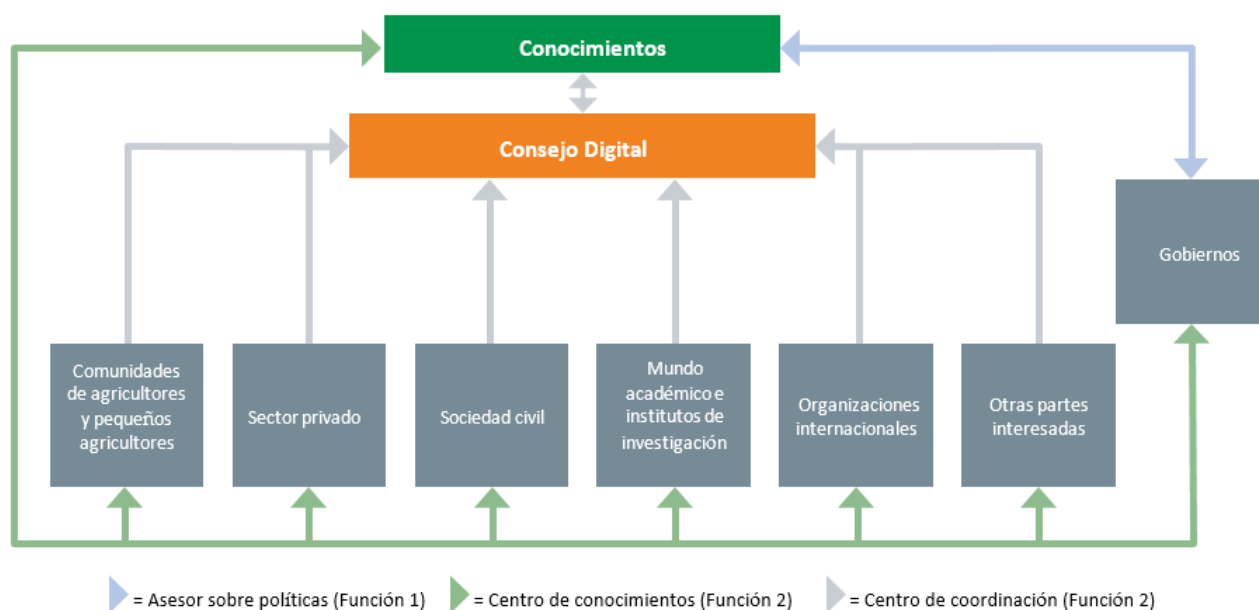 Conocimientos
Consejo Digital
Gobiernos
Comunidades
de agricultores
y pequeños
agricultores
Sector privado
Sociedad civil
Mundo
académico e
institutos de
investigación
Organizaciones
internacionales
Otras partes
interesadas
= Asesor sobre políticas (Función 1)
= Centro de conocimientos (Función 2)
= Centro de coordinación (Función 2)